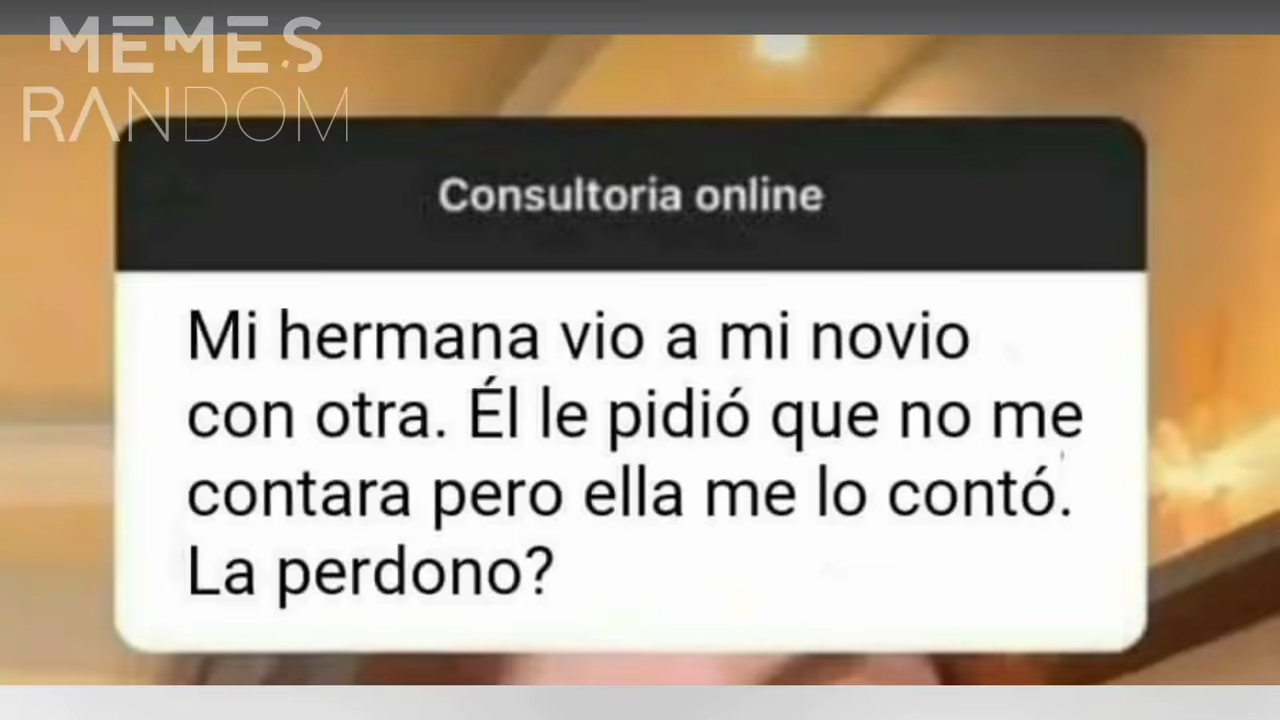 MEMES
RANDOM
Consultoria online
Mi hermana vio a mi novio
con otra. Él le pidió que no me
contara pero ella me lo contó.
La perdono?